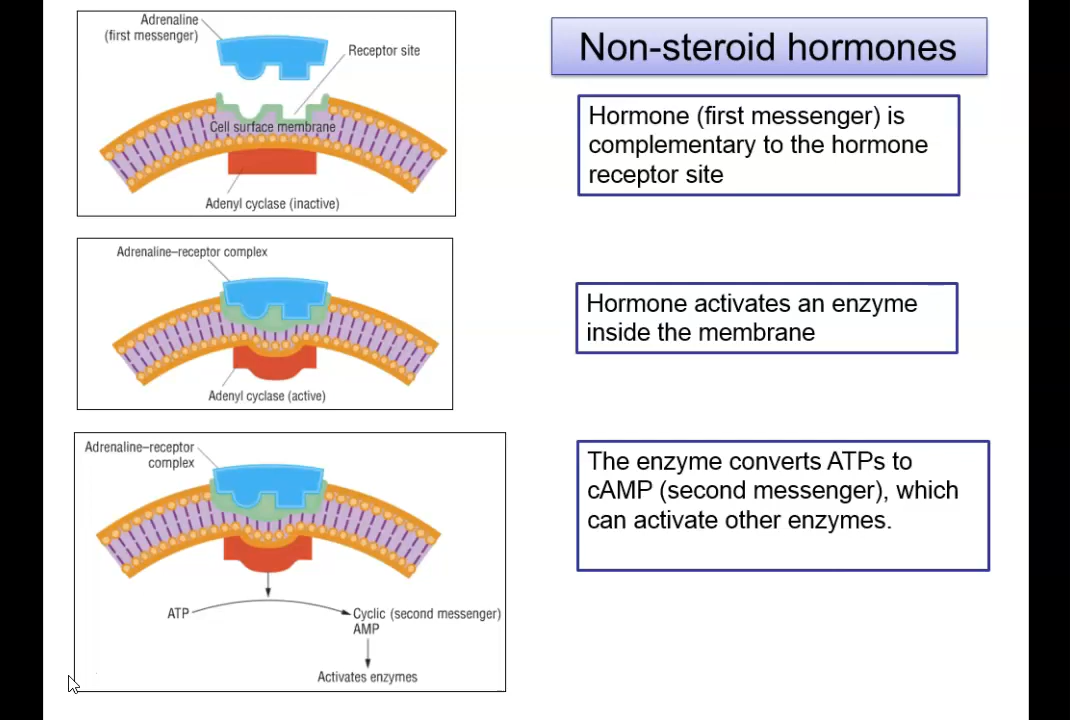 Non-steroid hormones
Adrenaline
(first messenger)
Receptor site
Cell surface membrane
Adenyl cyclase (inactive)
Hormone (first messenger) is
complementary to the hormone
receptor site
Adrenaline–receptor complex
Adenyl cyclase (active)
Hormone activates an enzyme
inside the membrane
Adrenaline–receptor
complex
ATP
Cyclic (second messenger)
AMP
Activates enzymes
The enzyme converts ATPs to
cAMP (second messenger), which
can activate other enzymes.